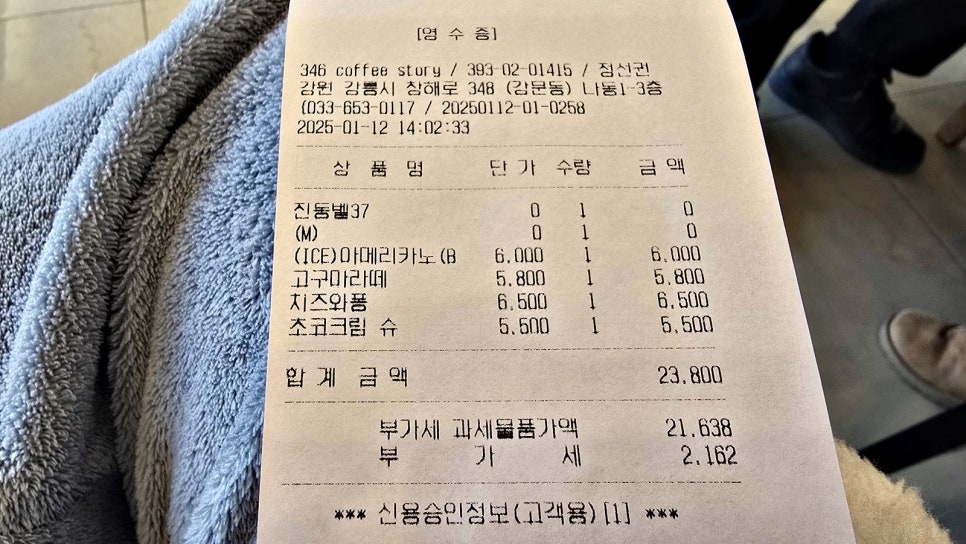 [영 수 증]
346 coffee story / 393-02-01415 / 정선권
강원 강릉시 창해로 348 (강문동) 나동1-3층
(033-653-0117 / 20250112-01-0258
2025-01-12 14:02:33
상 품 명 단 가 수량 금 액
진동벨37 0 1 0
(M) 0 1 0
(ICE)아메리카노(B 6,000 1 6,000
고구마라떼 5,800 1 5,800
치즈와퐁 6,500 1 6,500
초코크림 슈 5,500 1 5,500
합 계 금 액 23,800
부가세 과세물품가액 21,638
부 가 세 2,162
*** 신용승인정보(고객용)[1] ***